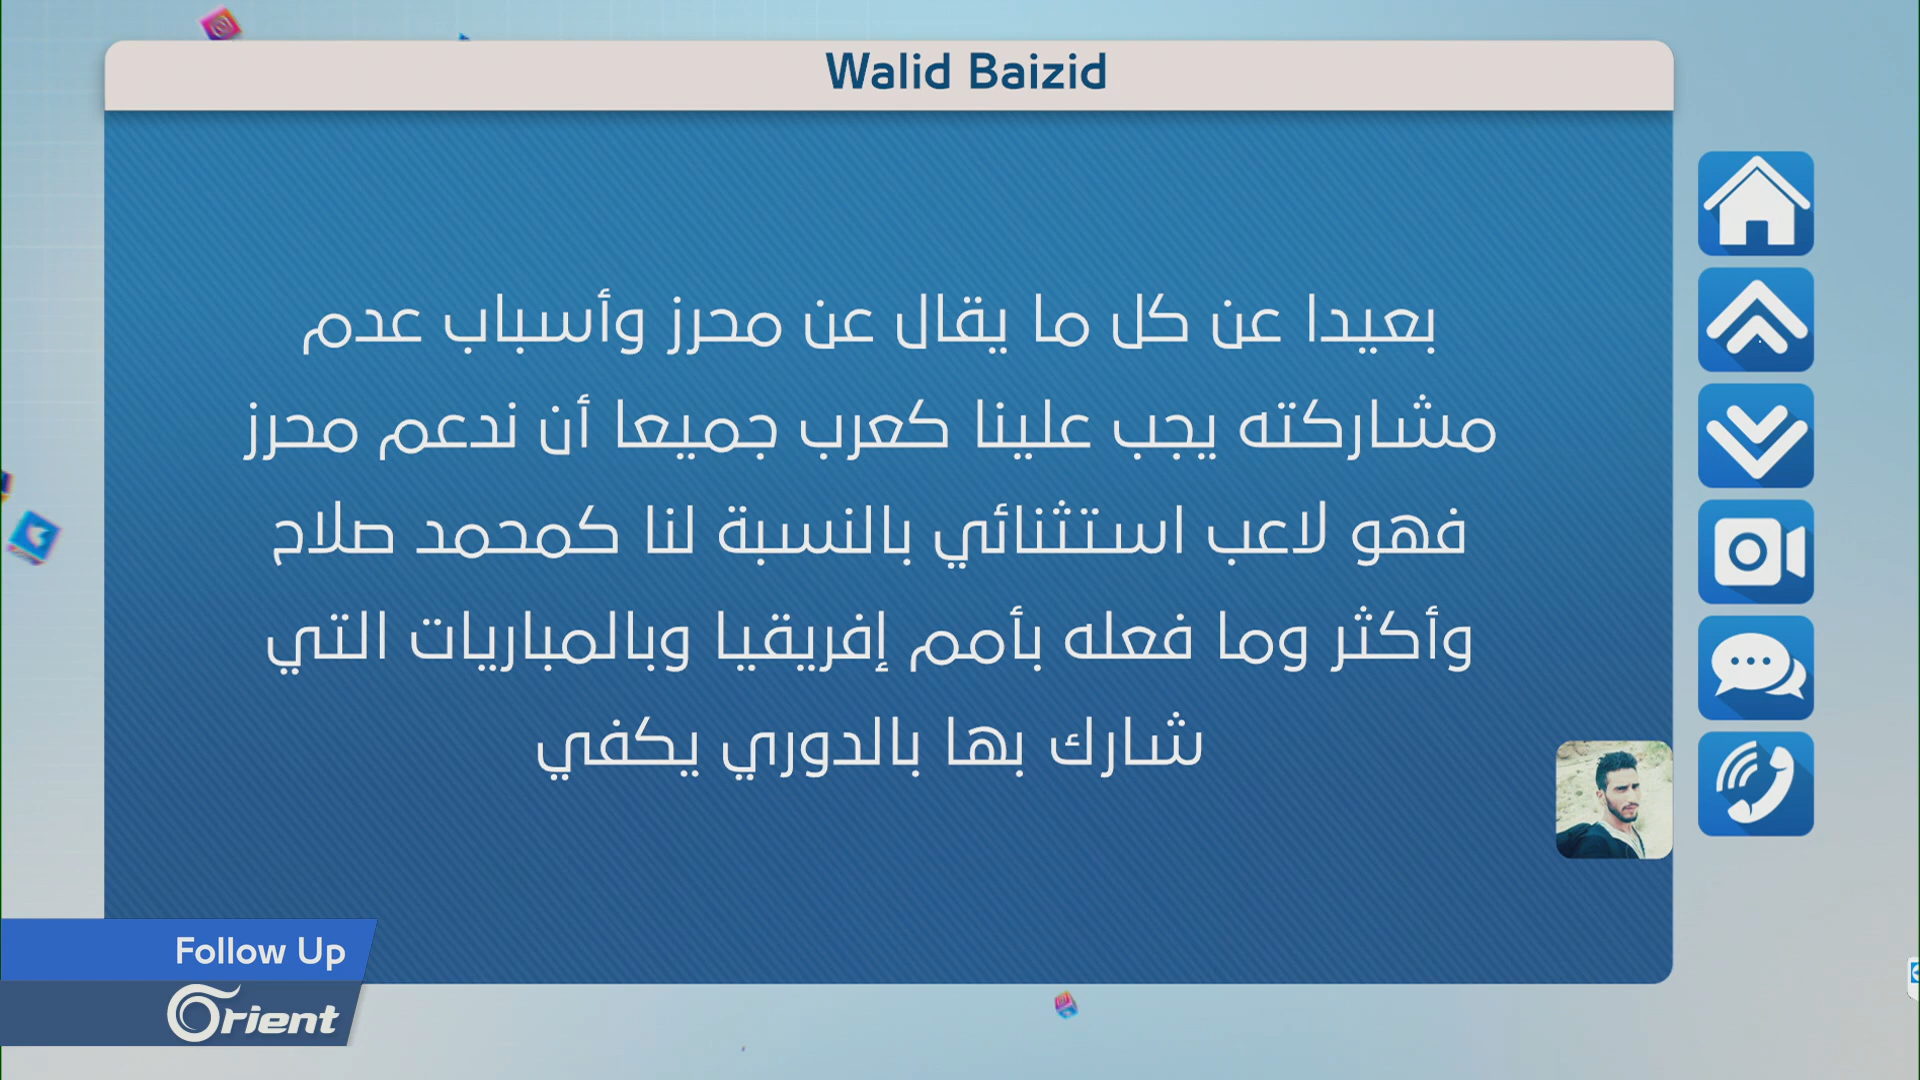 Walid Baizid
بعيدا عن كل ما يقال عن محرز وأسباب عدم
مشاركته يجب علينا كعرب جميعا أن ندعم محرز
فهو لاعب استثنائي بالنسبة لنا كمحمد صلاح
وأكثر وما فعله بأمم إفريقيا وبالمباريات التي
شارك بها بالدوري يكفي
Follow Up
Orient